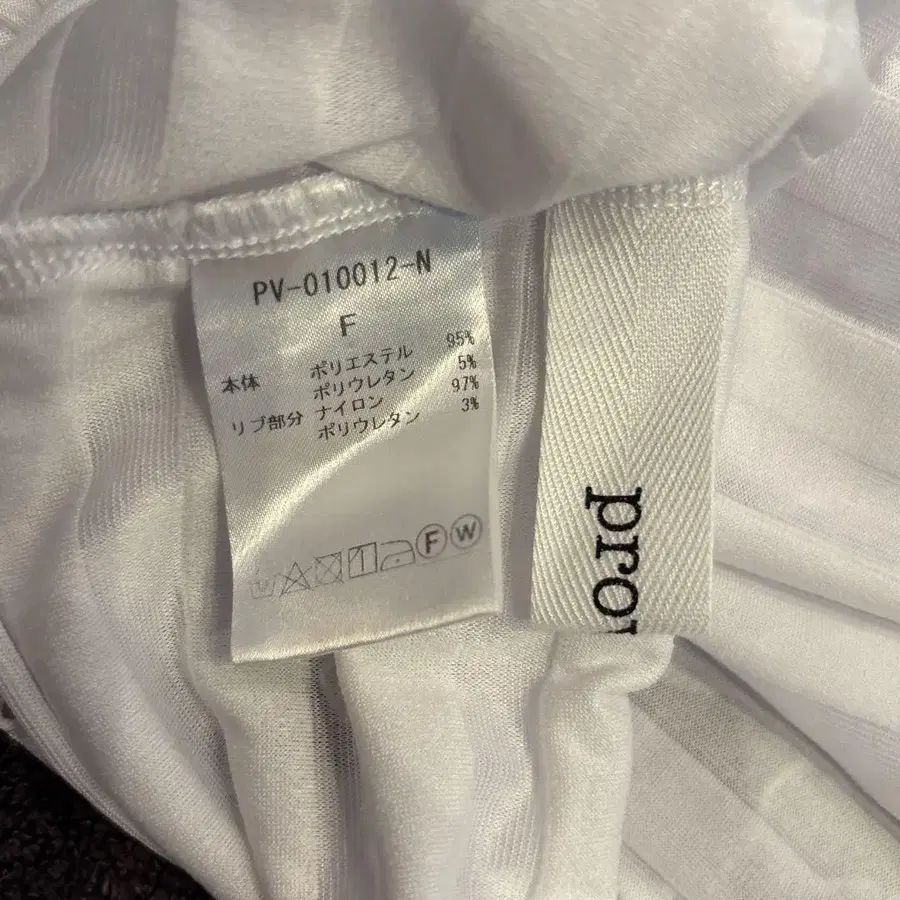 PV-010012-N
F
本体 ポリエステル 95%
ポリウレタン 5%
リブ部分 ナイロン 97%
ポリウレタン 3%
F W
pro